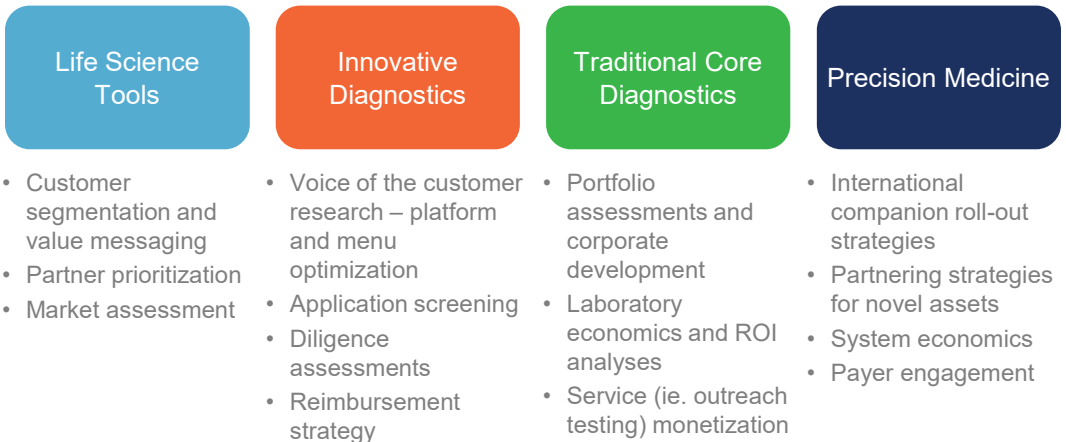 Life Science
Tools
• Customer
segmentation and
value messaging
• Partner prioritization
• Market assessment
Innovative
Diagnostics
• Voice of the customer
research – platform
and menu
optimization
• Application screening
• Diligence
assessments
• Reimbursement
strategy
Traditional Core
Diagnostics
• Portfolio
assessments and
corporate
development
• Laboratory
economics and ROI
analyses
• Service (ie. outreach
testing) monetization
Precision Medicine
• International
companion roll-out
strategies
• Partnering strategies
for novel assets
• System economics
• Payer engagement